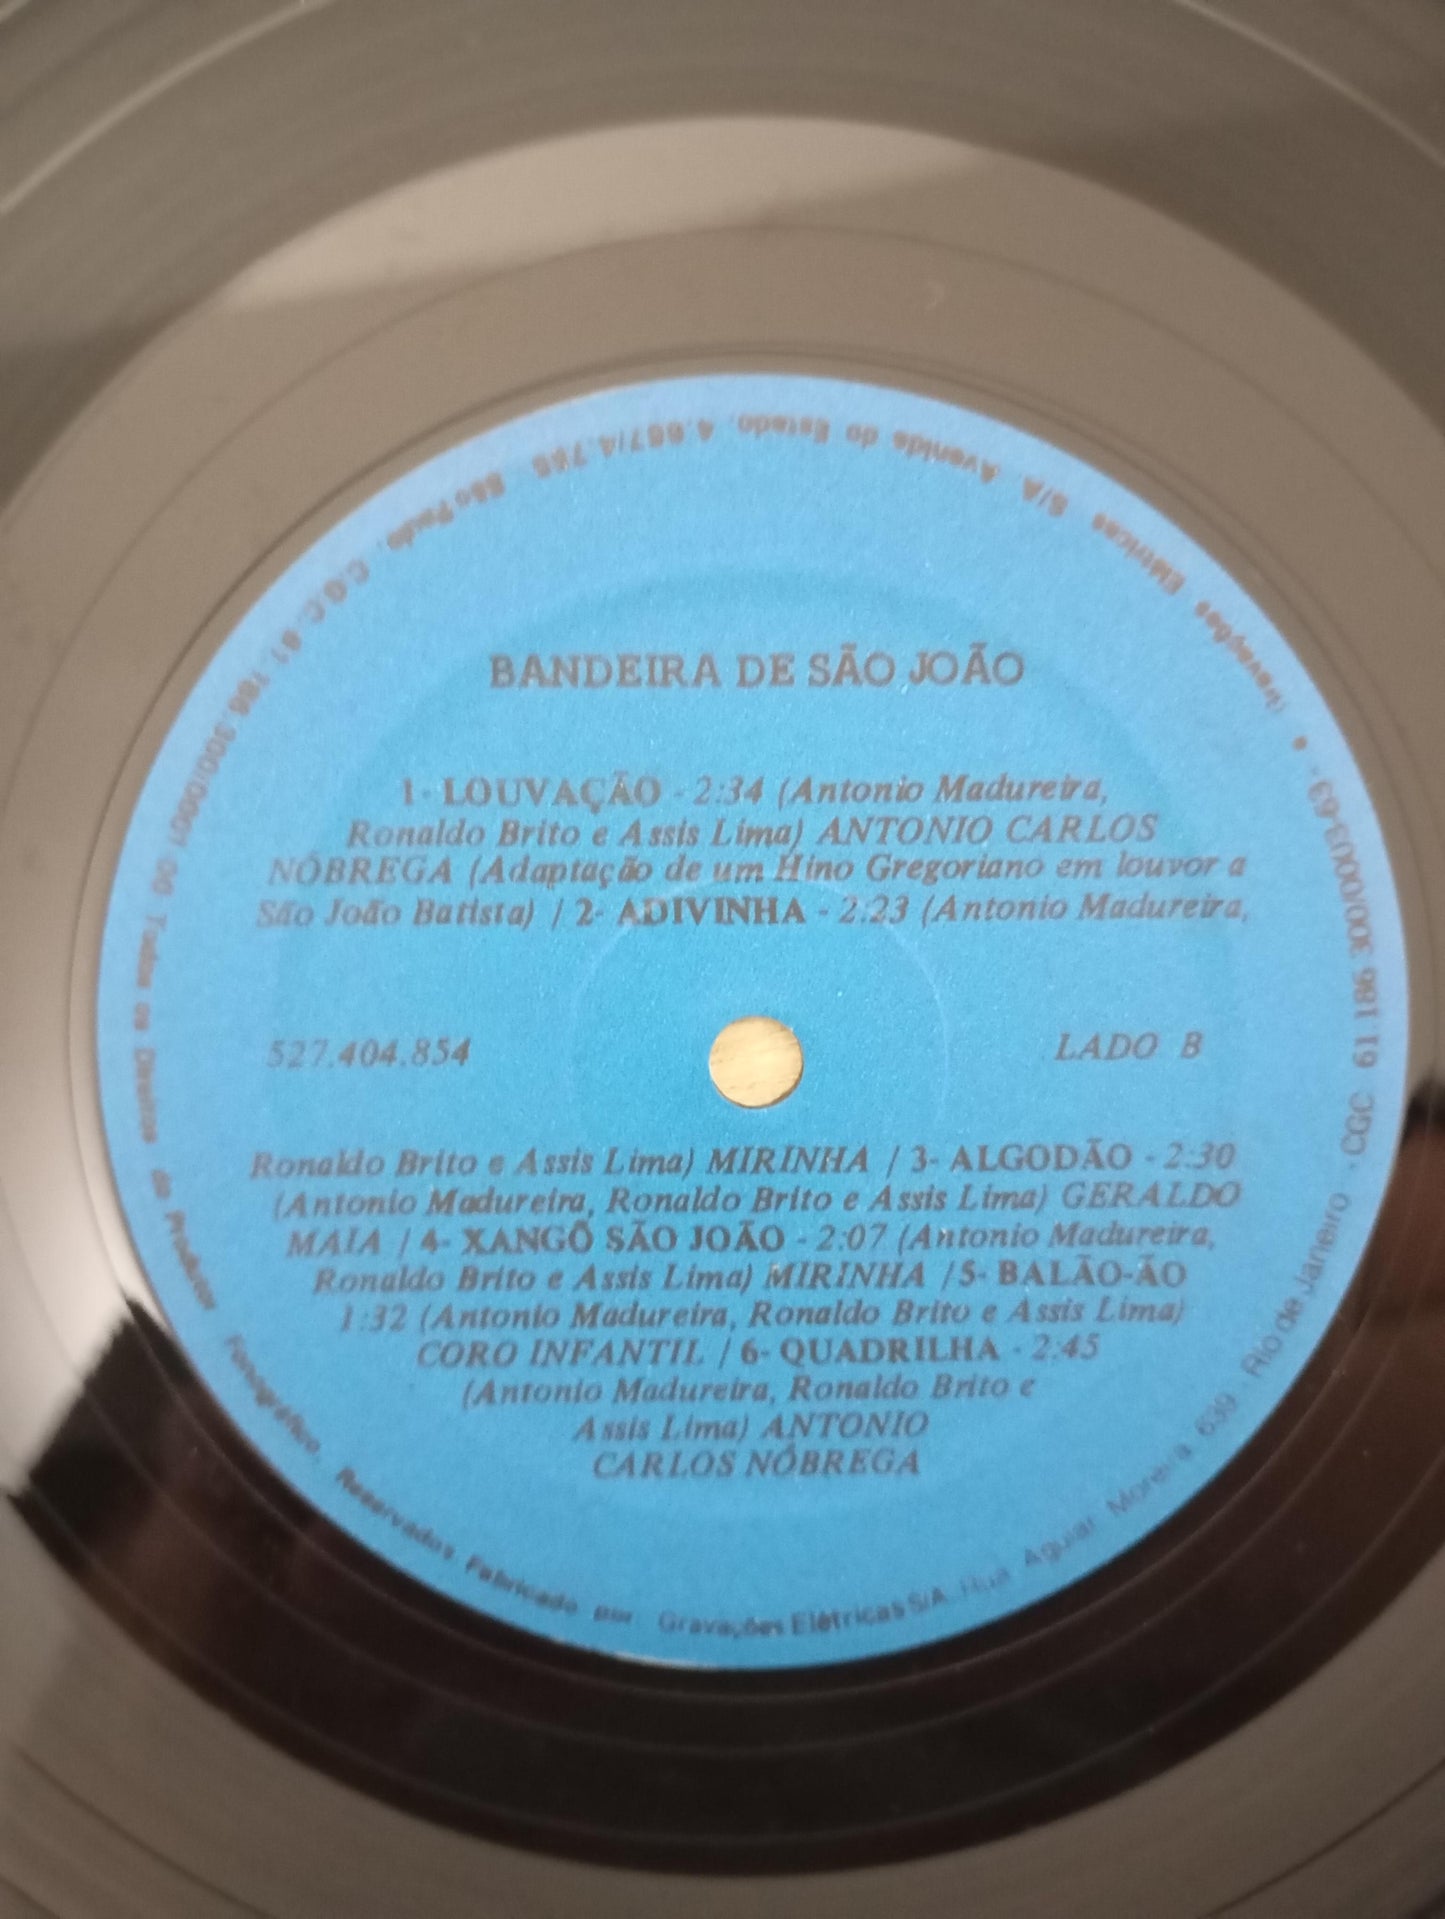 BANDEIRA DE SÃO JOÃO
1- LOUVAÇÃO - 2:34 (Antonio Madureira,
Ronaldo Brito e Assis Lima) ANTONIO CARLOS
NÓBREGA (Adaptação de um Hino Gregoriano em louvor a
São João Batista) / 2- ADIVINHA - 2:23 (Antonio Madureira,
527.404.854
LADO B
Ronaldo Brito e Assis Lima) MIRINHA / 3- ALGODÃO - 2:30
(Antonio Madureira, Ronaldo Brito e Assis Lima) GERALDO
MAIA / 4- XANGÔ SÃO JOÃO - 2:07 (Antonio Madureira,
Ronaldo Brito e Assis Lima) MIRINHA /5- BALÃO-ÃO
1:32 (Antonio Madureira, Ronaldo Brito e Assis Lima)
CORO INFANTIL / 6- QUADRILHA - 2:45
(Antonio Madureira, Ronaldo Brito e
Assis Lima) ANTONIO
CARLOS NÓBREGA
Gravações Elétricas S/A. Avenida do Estado, São Paulo. C.G.C. Todos os Direitos do Produtor Fonográfico. Reservados Fabricado por Gravações Elétricas S/A. Rua Aguiar Moreira 639 - Rio de Janeiro - CGC 61 186 300/0003-63 -